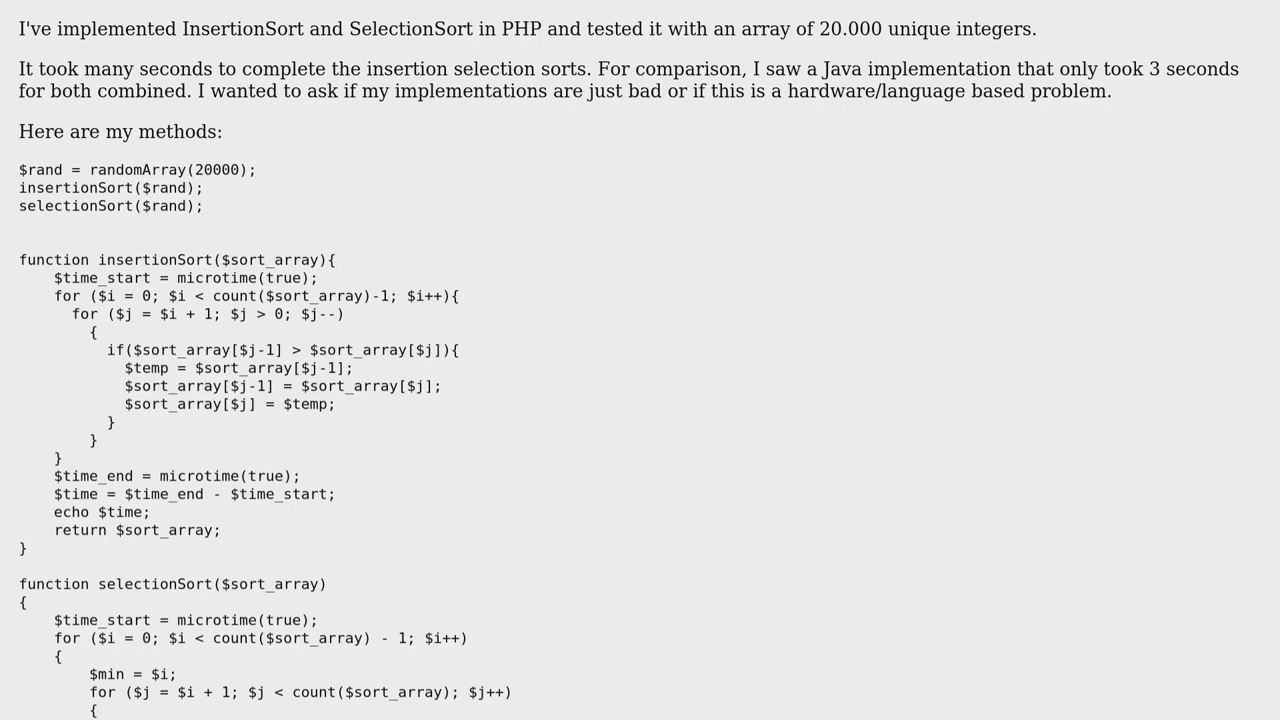 I've implemented InsertionSort and SelectionSort in PHP and tested it with an array of 20.000 unique integers.
It took many seconds to complete the insertion selection sorts. For comparison, I saw a Java implementation that only took 3 seconds
for both combined. I wanted to ask if my implementations are just bad or if this is a hardware/language based problem.
Here are my methods:
$rand = randomArray(20000);
insertionSort($rand);
selectionSort($rand);
function insertionSort($sort_array){
    $time_start = microtime(true);
    for ($i = 0; $i < count($sort_array)-1; $i++){
      for ($j = $i + 1; $j > 0; $j--)
        {
          if($sort_array[$j-1] > $sort_array[$j]){
            $temp = $sort_array[$j-1];
            $sort_array[$j-1] = $sort_array[$j];
            $sort_array[$j] = $temp;
          }
        }
    }
    $time_end = microtime(true);
    $time = $time_end - $time_start;
    echo $time;
    return $sort_array;
}
function selectionSort($sort_array)
{
    $time_start = microtime(true);
    for ($i = 0; $i < count($sort_array) - 1; $i++)
    {
        $min = $i;
        for ($j = $i + 1; $j < count($sort_array); $j++)
        {